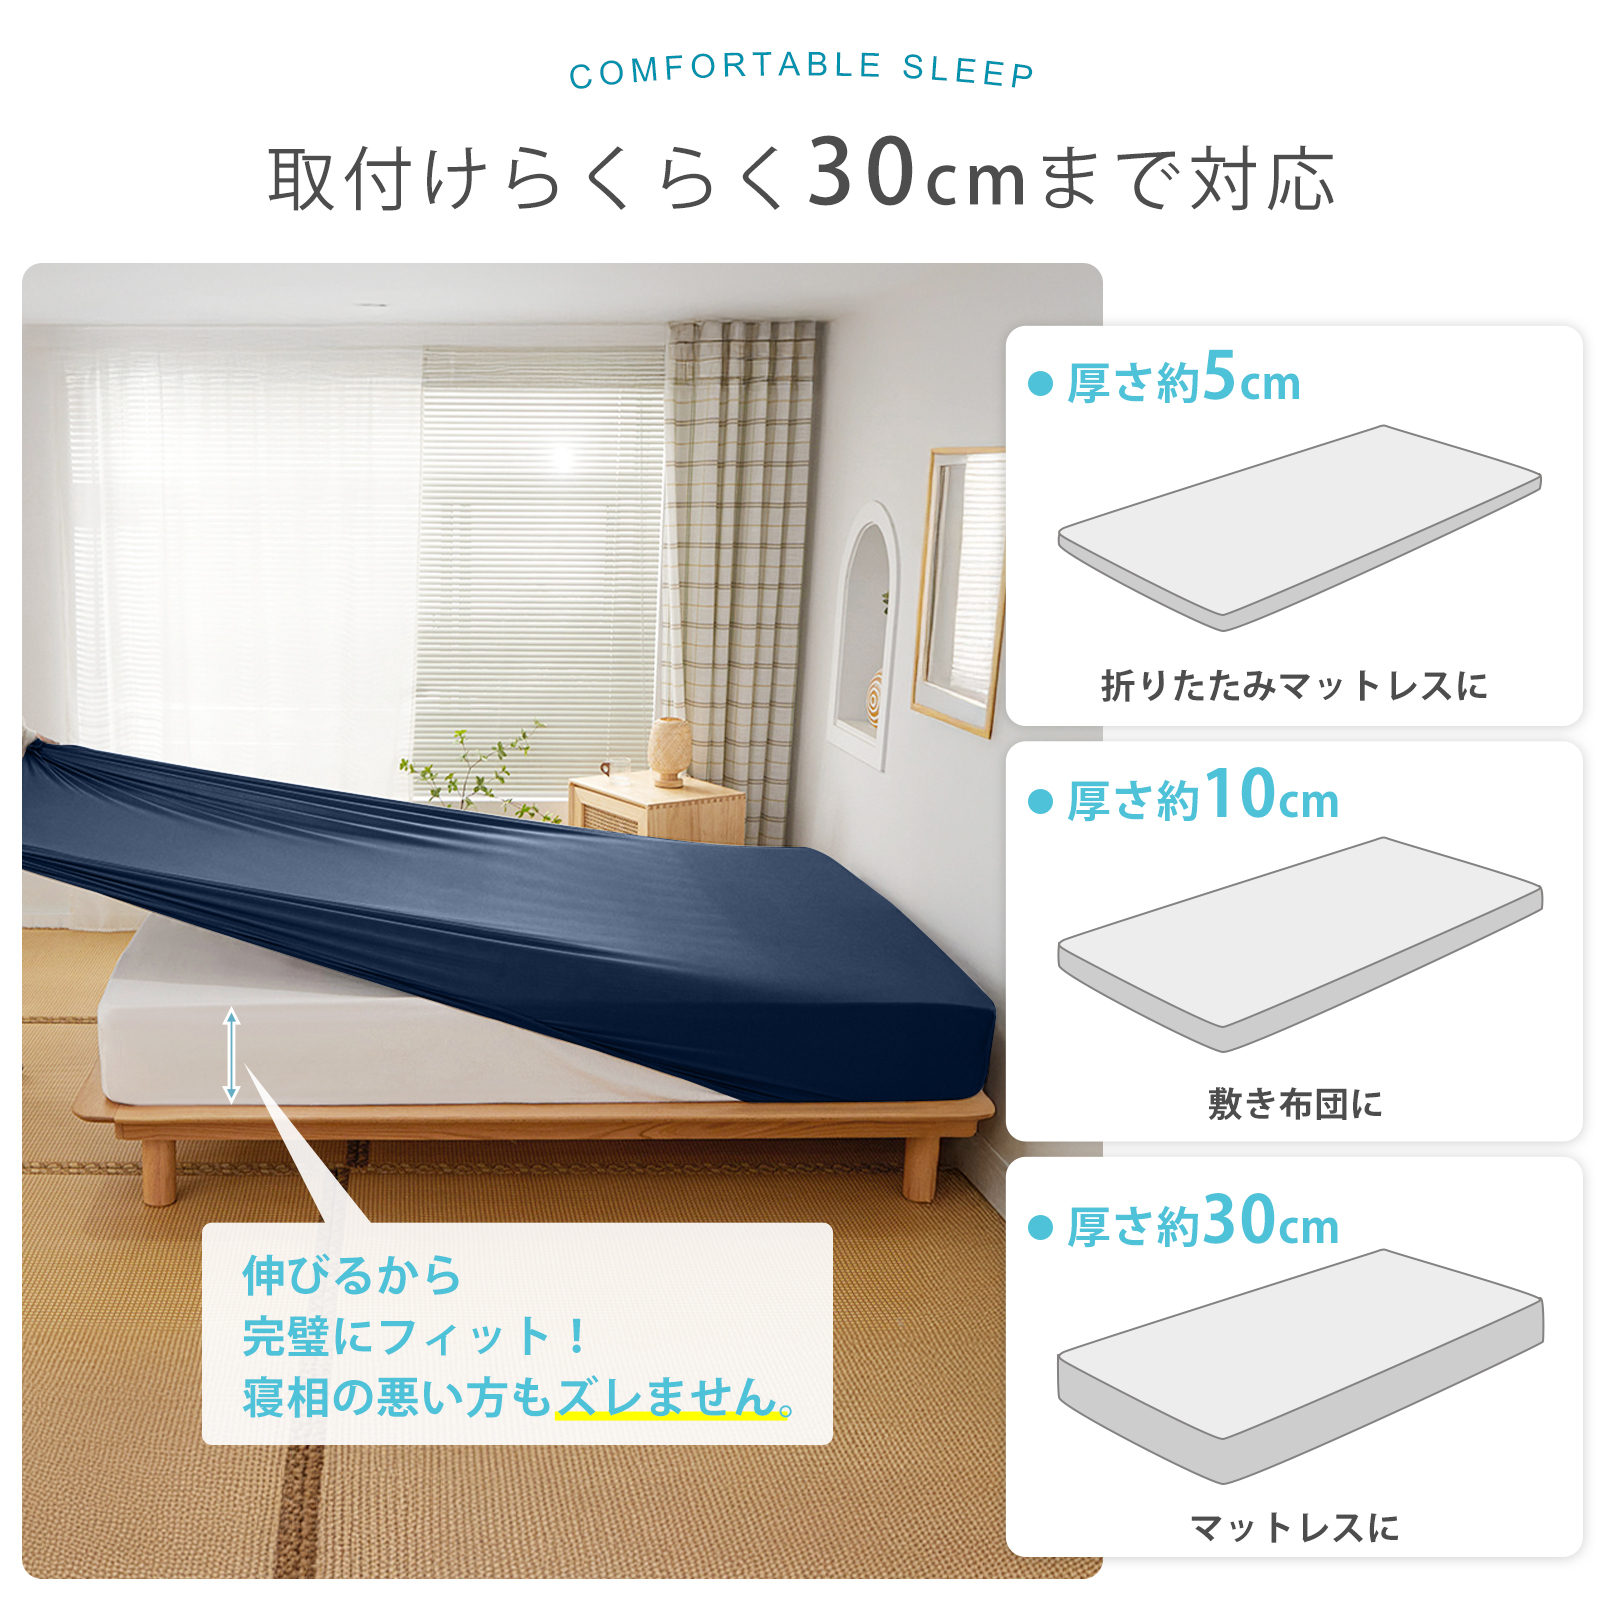 COMFORTABLE SLEEP
取付けらくらく30cmまで対応
● 厚さ約5cm
折りたたみマットレスに
● 厚さ約10cm
敷き布団に
● 厚さ約30cm
マットレスに
伸びるから
完璧にフィット！
寝相の悪い方もズレません。